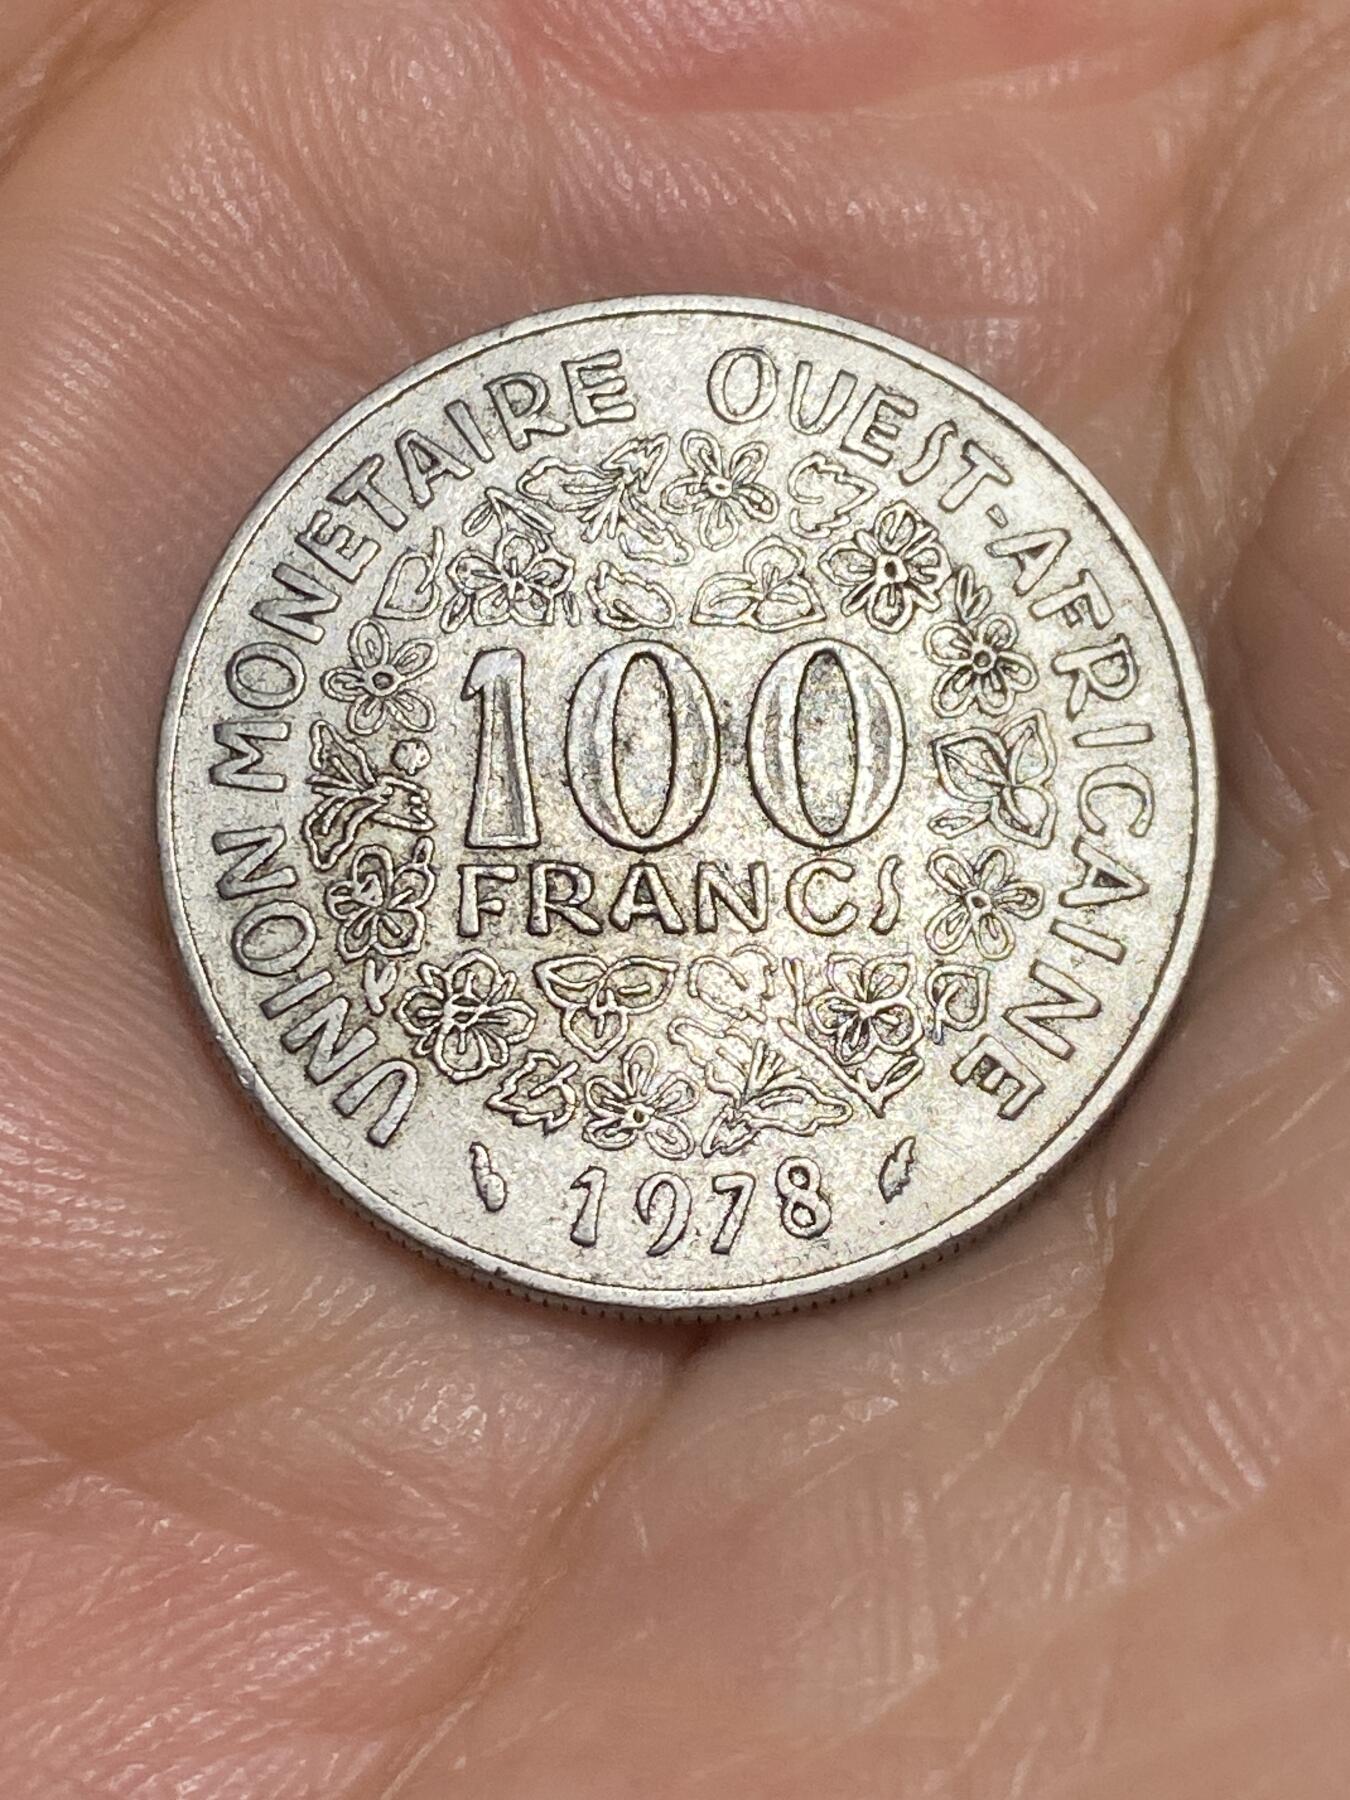 UNION MONETAIRE OUEST-AFRICAINE
100
FRANCS
1978